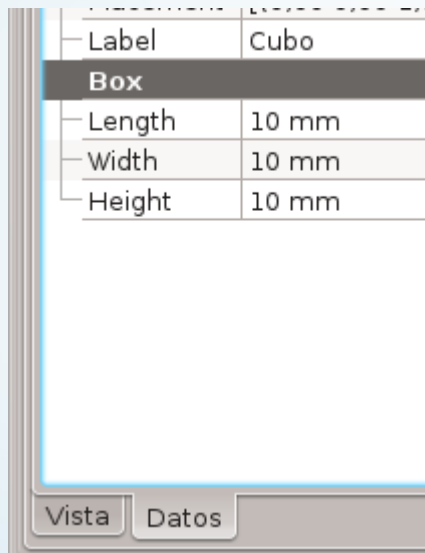 Label Cubo
Box
Length 10 mm
Width 10 mm
Height 10 mm
Vista Datos